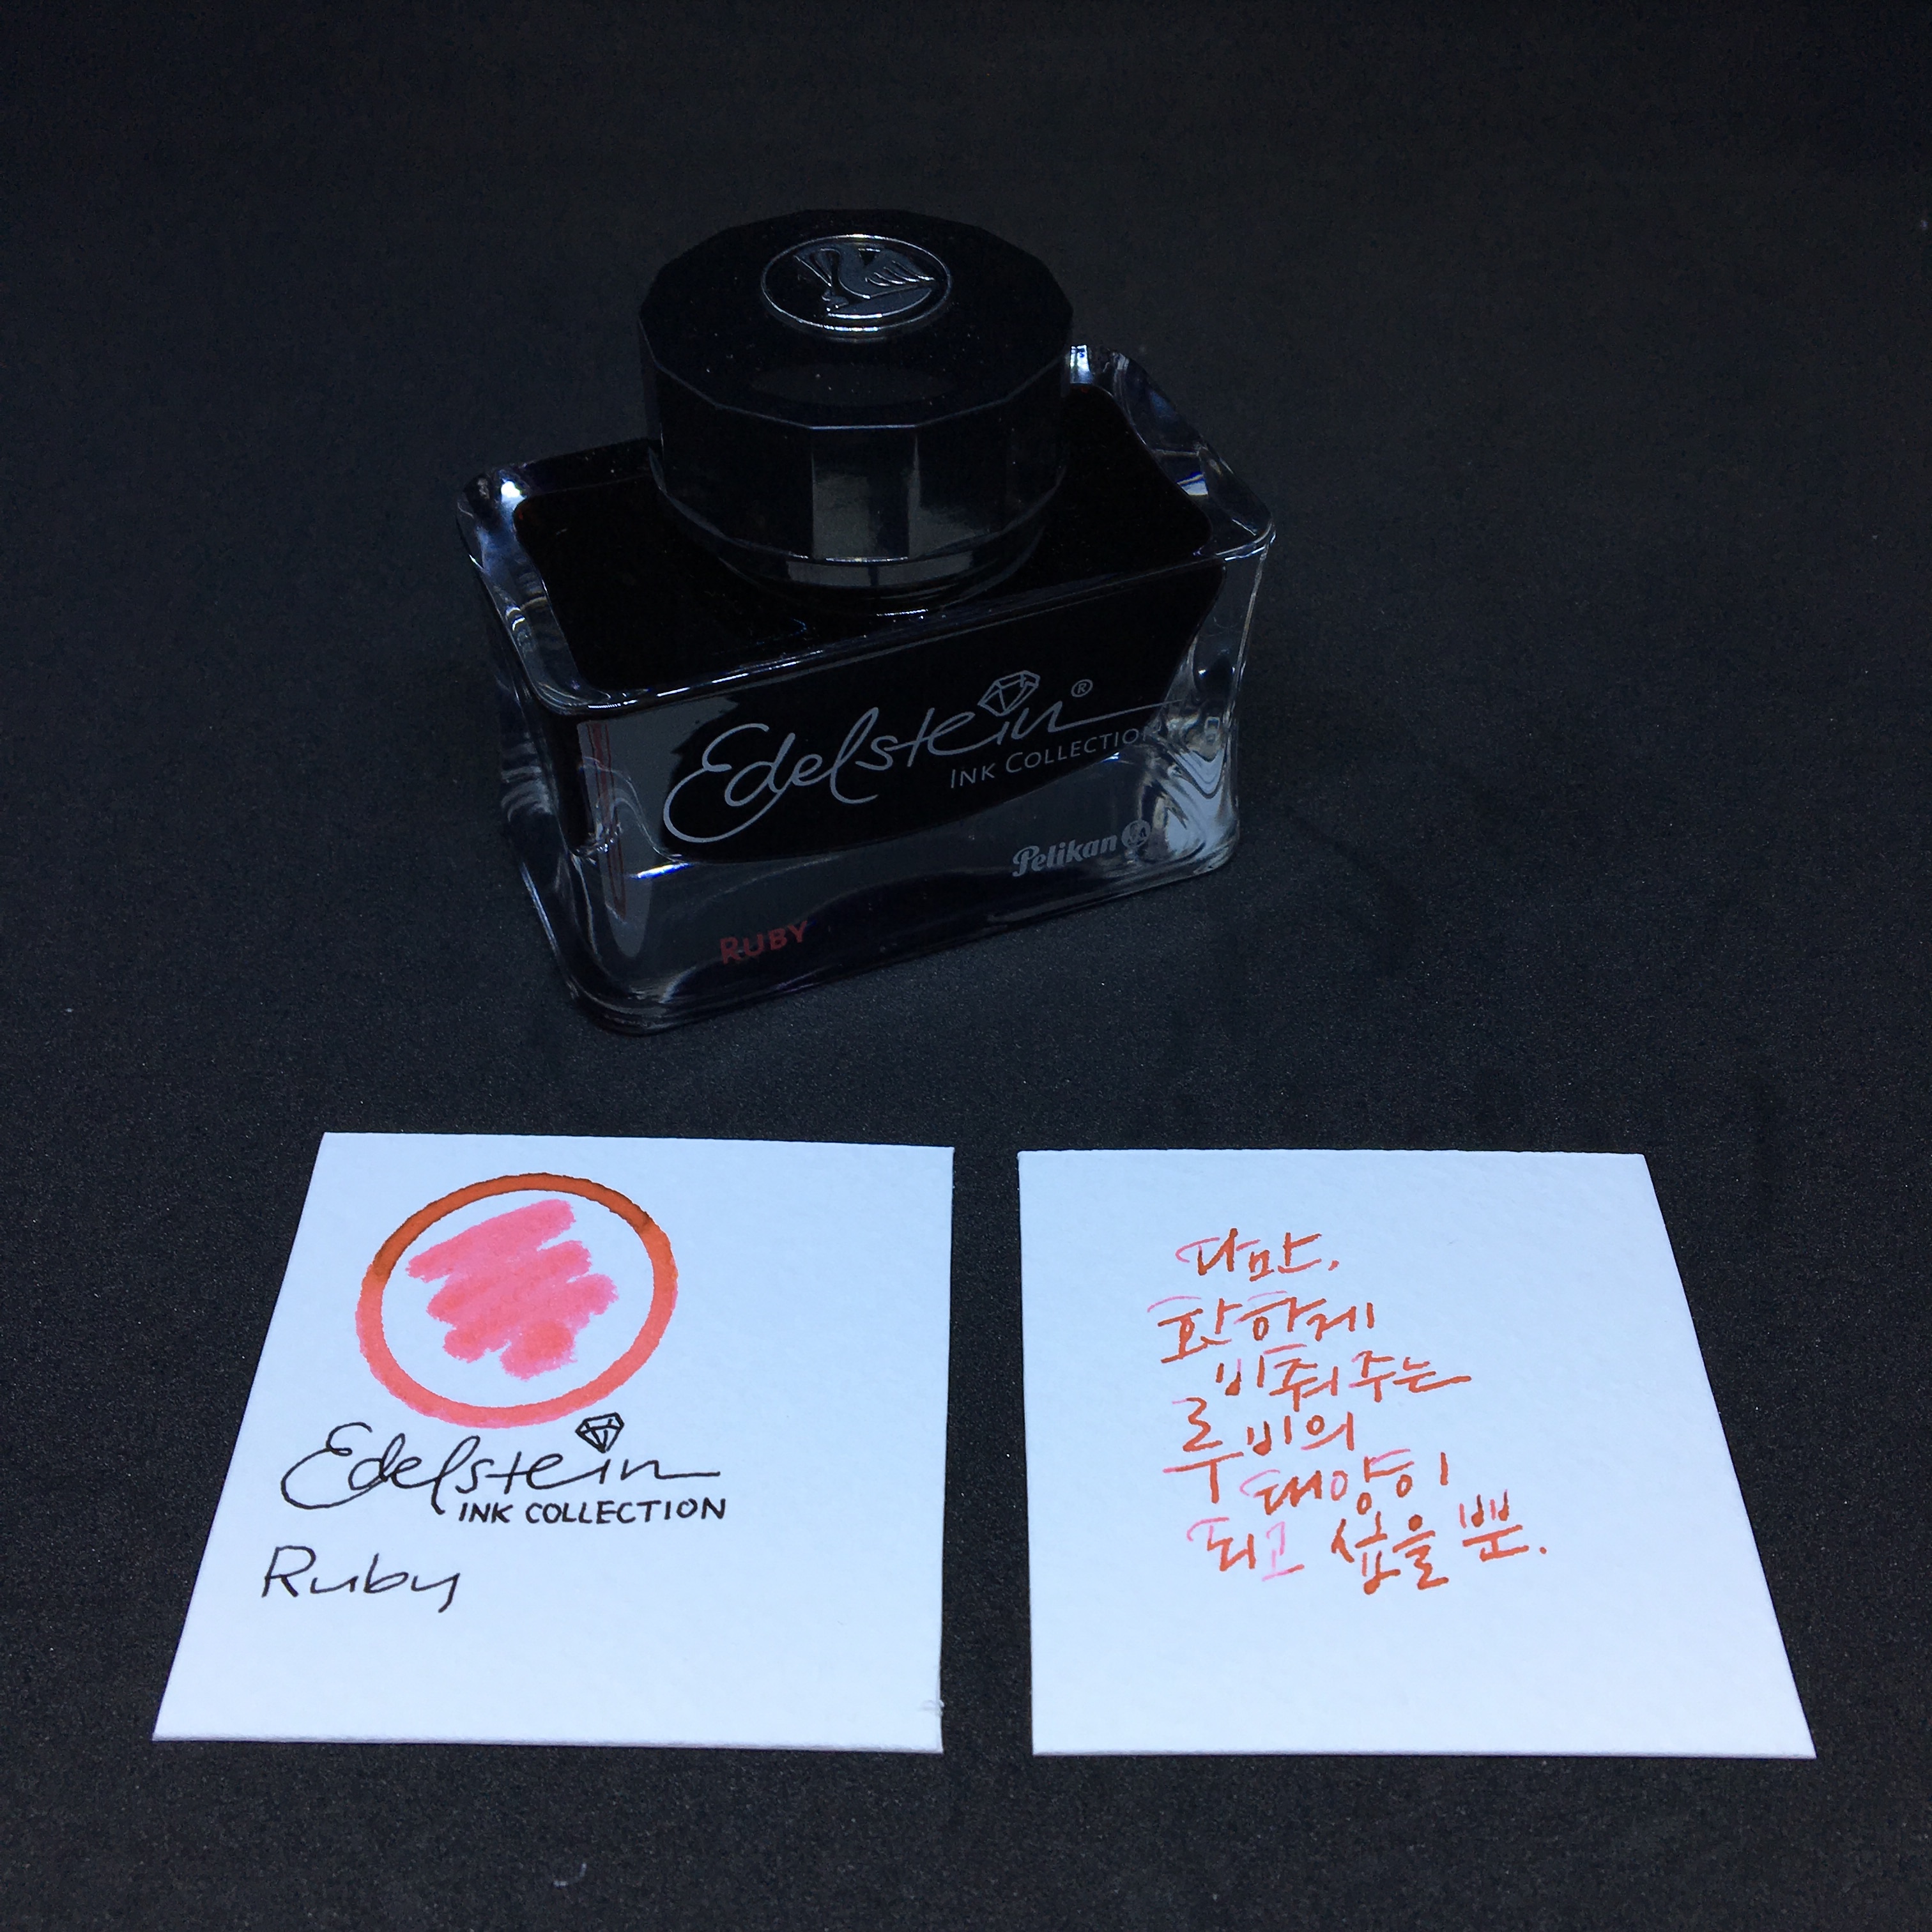 Edelstein®
INK COLLECTION
Pelikan
RUBY
Edelstein
INK COLLECTION
Ruby
다만,
환하게
비춰주는
루비의
태양이
되고 싶을 뿐.